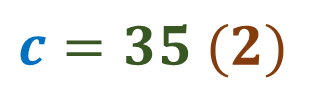 c = 35 (2)